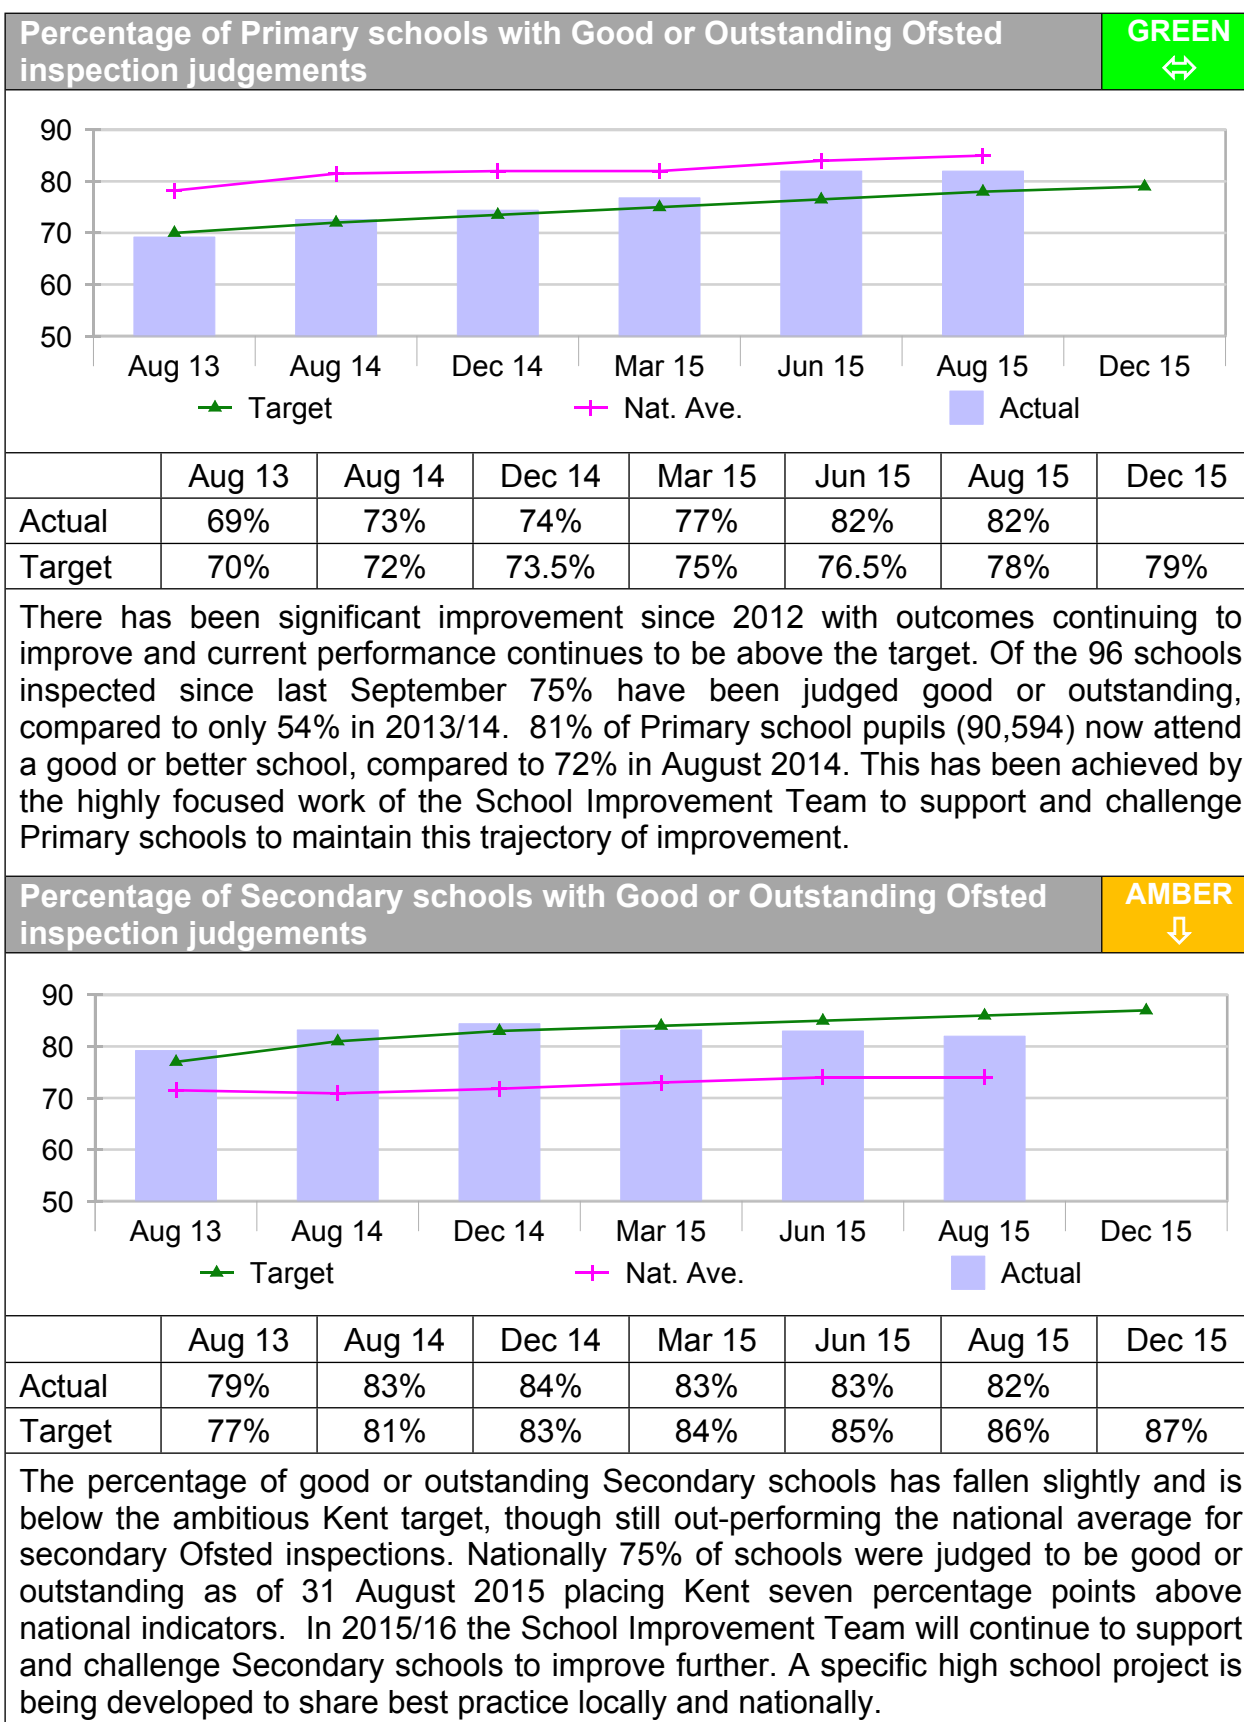 Percentage of Primary schools with Good or Outstanding Ofsted
inspection judgements
GREEN
⬄
90
80
70
60
50
Aug 13 Aug 14 Dec 14 Mar 15 Jun 15 Aug 15 Dec 15
Target Nat. Ave. Actual
Aug 13 Aug 14 Dec 14 Mar 15 Jun 15 Aug 15 Dec 15
Actual 69% 73% 74% 77% 82% 82%
Target 70% 72% 73.5% 75% 76.5% 78% 79%
There has been significant improvement since 2012 with outcomes continuing to
improve and current performance continues to be above the target. Of the 96 schools
inspected since last September 75% have been judged good or outstanding,
compared to only 54% in 2013/14. 81% of Primary school pupils (90,594) now attend
a good or better school, compared to 72% in August 2014. This has been achieved by
the highly focused work of the School Improvement Team to support and challenge
Primary schools to maintain this trajectory of improvement.
Percentage of Secondary schools with Good or Outstanding Ofsted
inspection judgements
AMBER
⇩
90
80
70
60
50
Aug 13 Aug 14 Dec 14 Mar 15 Jun 15 Aug 15 Dec 15
Target Nat. Ave. Actual
Aug 13 Aug 14 Dec 14 Mar 15 Jun 15 Aug 15 Dec 15
Actual 79% 83% 84% 83% 83% 82%
Target 77% 81% 83% 84% 85% 86% 87%
The percentage of good or outstanding Secondary schools has fallen slightly and is
below the ambitious Kent target, though still out-performing the national average for
secondary Ofsted inspections. Nationally 75% of schools were judged to be good or
outstanding as of 31 August 2015 placing Kent seven percentage points above
national indicators. In 2015/16 the School Improvement Team will continue to support
and challenge Secondary schools to improve further. A specific high school project is
being developed to share best practice locally and nationally.